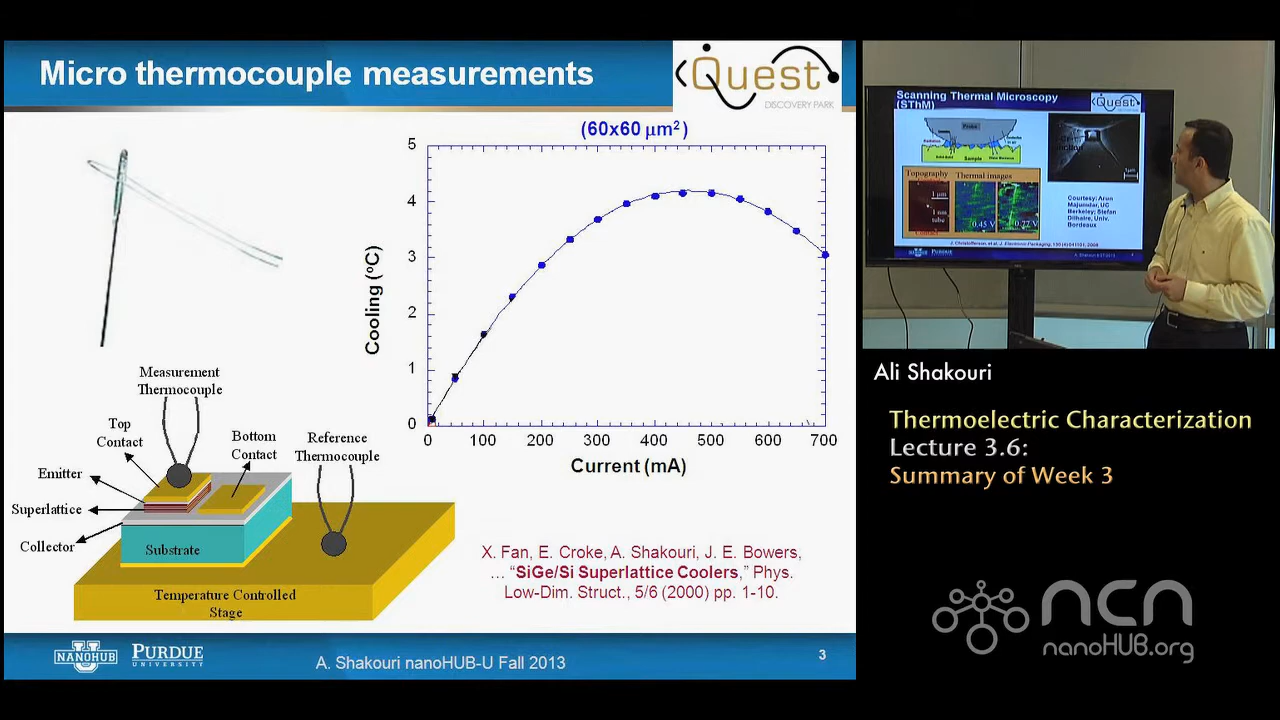 Micro thermocouple measurements
Quest
DISCOVERY PARK
(60x60 μm²)
5
4
3
2
1
0
Cooling (ºC)
0 100 200 300 400 500 600 700
Current (mA)
Measurement
Thermocouple
Top
Contact
Bottom
Contact
Reference
Thermocouple
Emitter
Superlattice
Collector
Substrate
Temperature Controlled
Stage
X. Fan, E. Croke, A. Shakouri, J. E. Bowers,
... "SiGe/Si Superlattice Coolers," Phys.
Low-Dim. Struct., 5/6 (2000) pp. 1-10.
NANOHUB
U
PURDUE
UNIVERSITY
A. Shakouri nanoHUB-U Fall 2013
3
Scanning Thermal Microscopy
(SThM)
Quest
Probe
Sample
Topography
Thermal images
1 μm
0.45 V
Courtesy: Arun
Majumdar, UC
Berkeley; Stefan
Dilhaire, Univ.
Bordeaux
PURDUE
Ali Shakouri
Thermoelectric Characterization
Lecture 3.6:
Summary of Week 3
ncn
nanoHUB.org